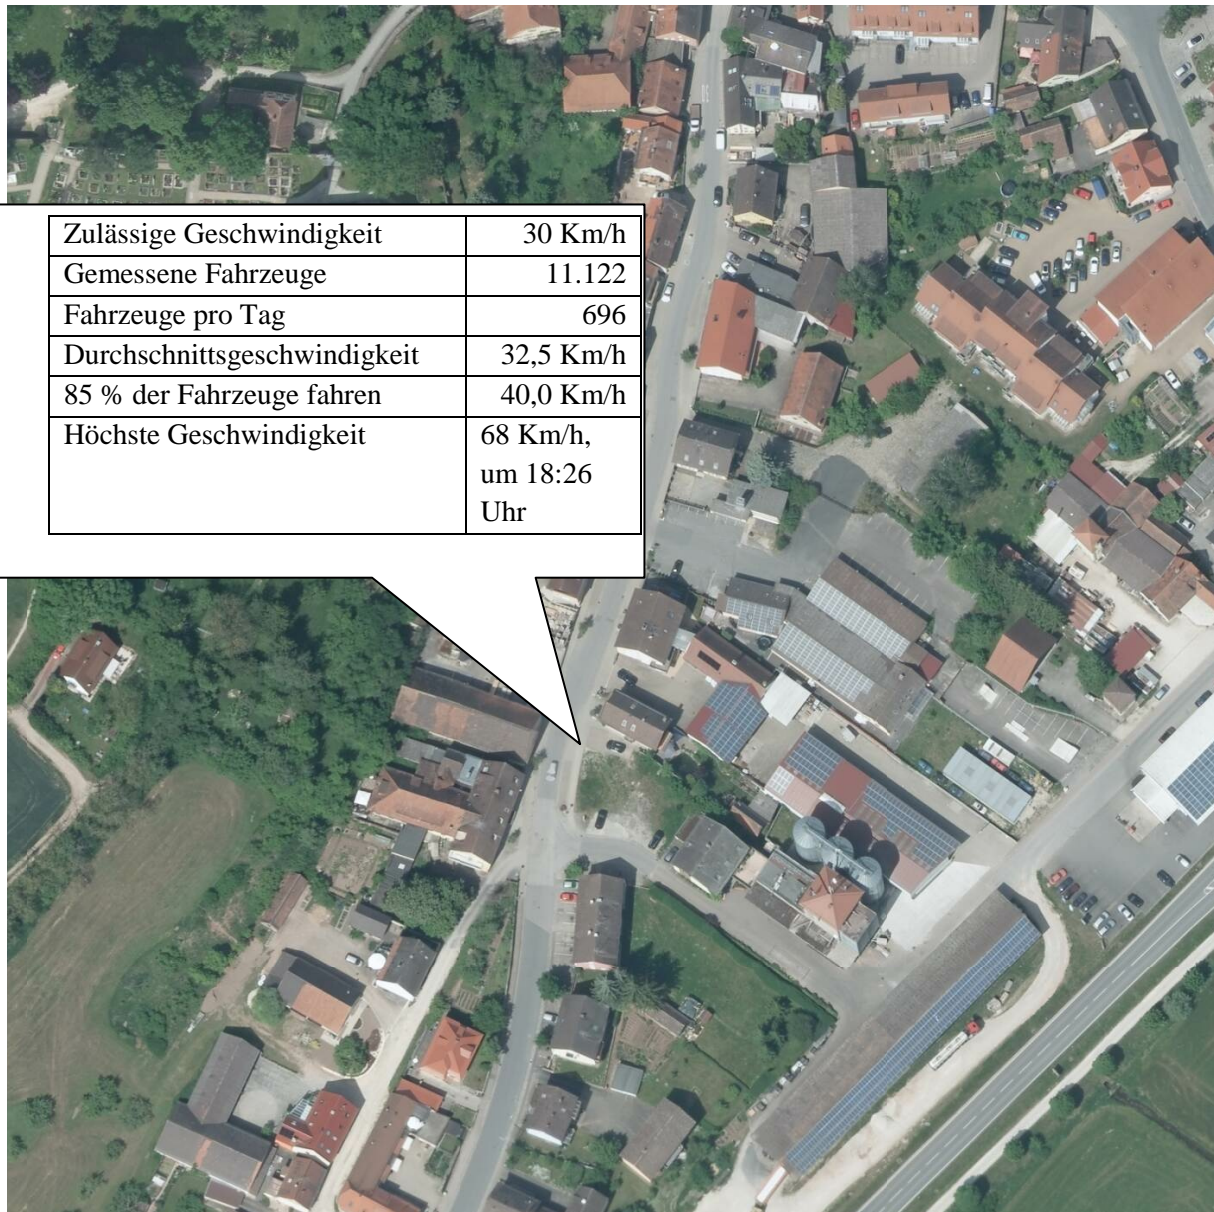 Zulässige Geschwindigkeit 30 Km/h
Gemessene Fahrzeuge 11.122
Fahrzeuge pro Tag 696
Durchschnittsgeschwindigkeit 32,5 Km/h
85 % der Fahrzeuge fahren 40,0 Km/h
Höchste Geschwindigkeit 68 Km/h,
um 18:26
Uhr